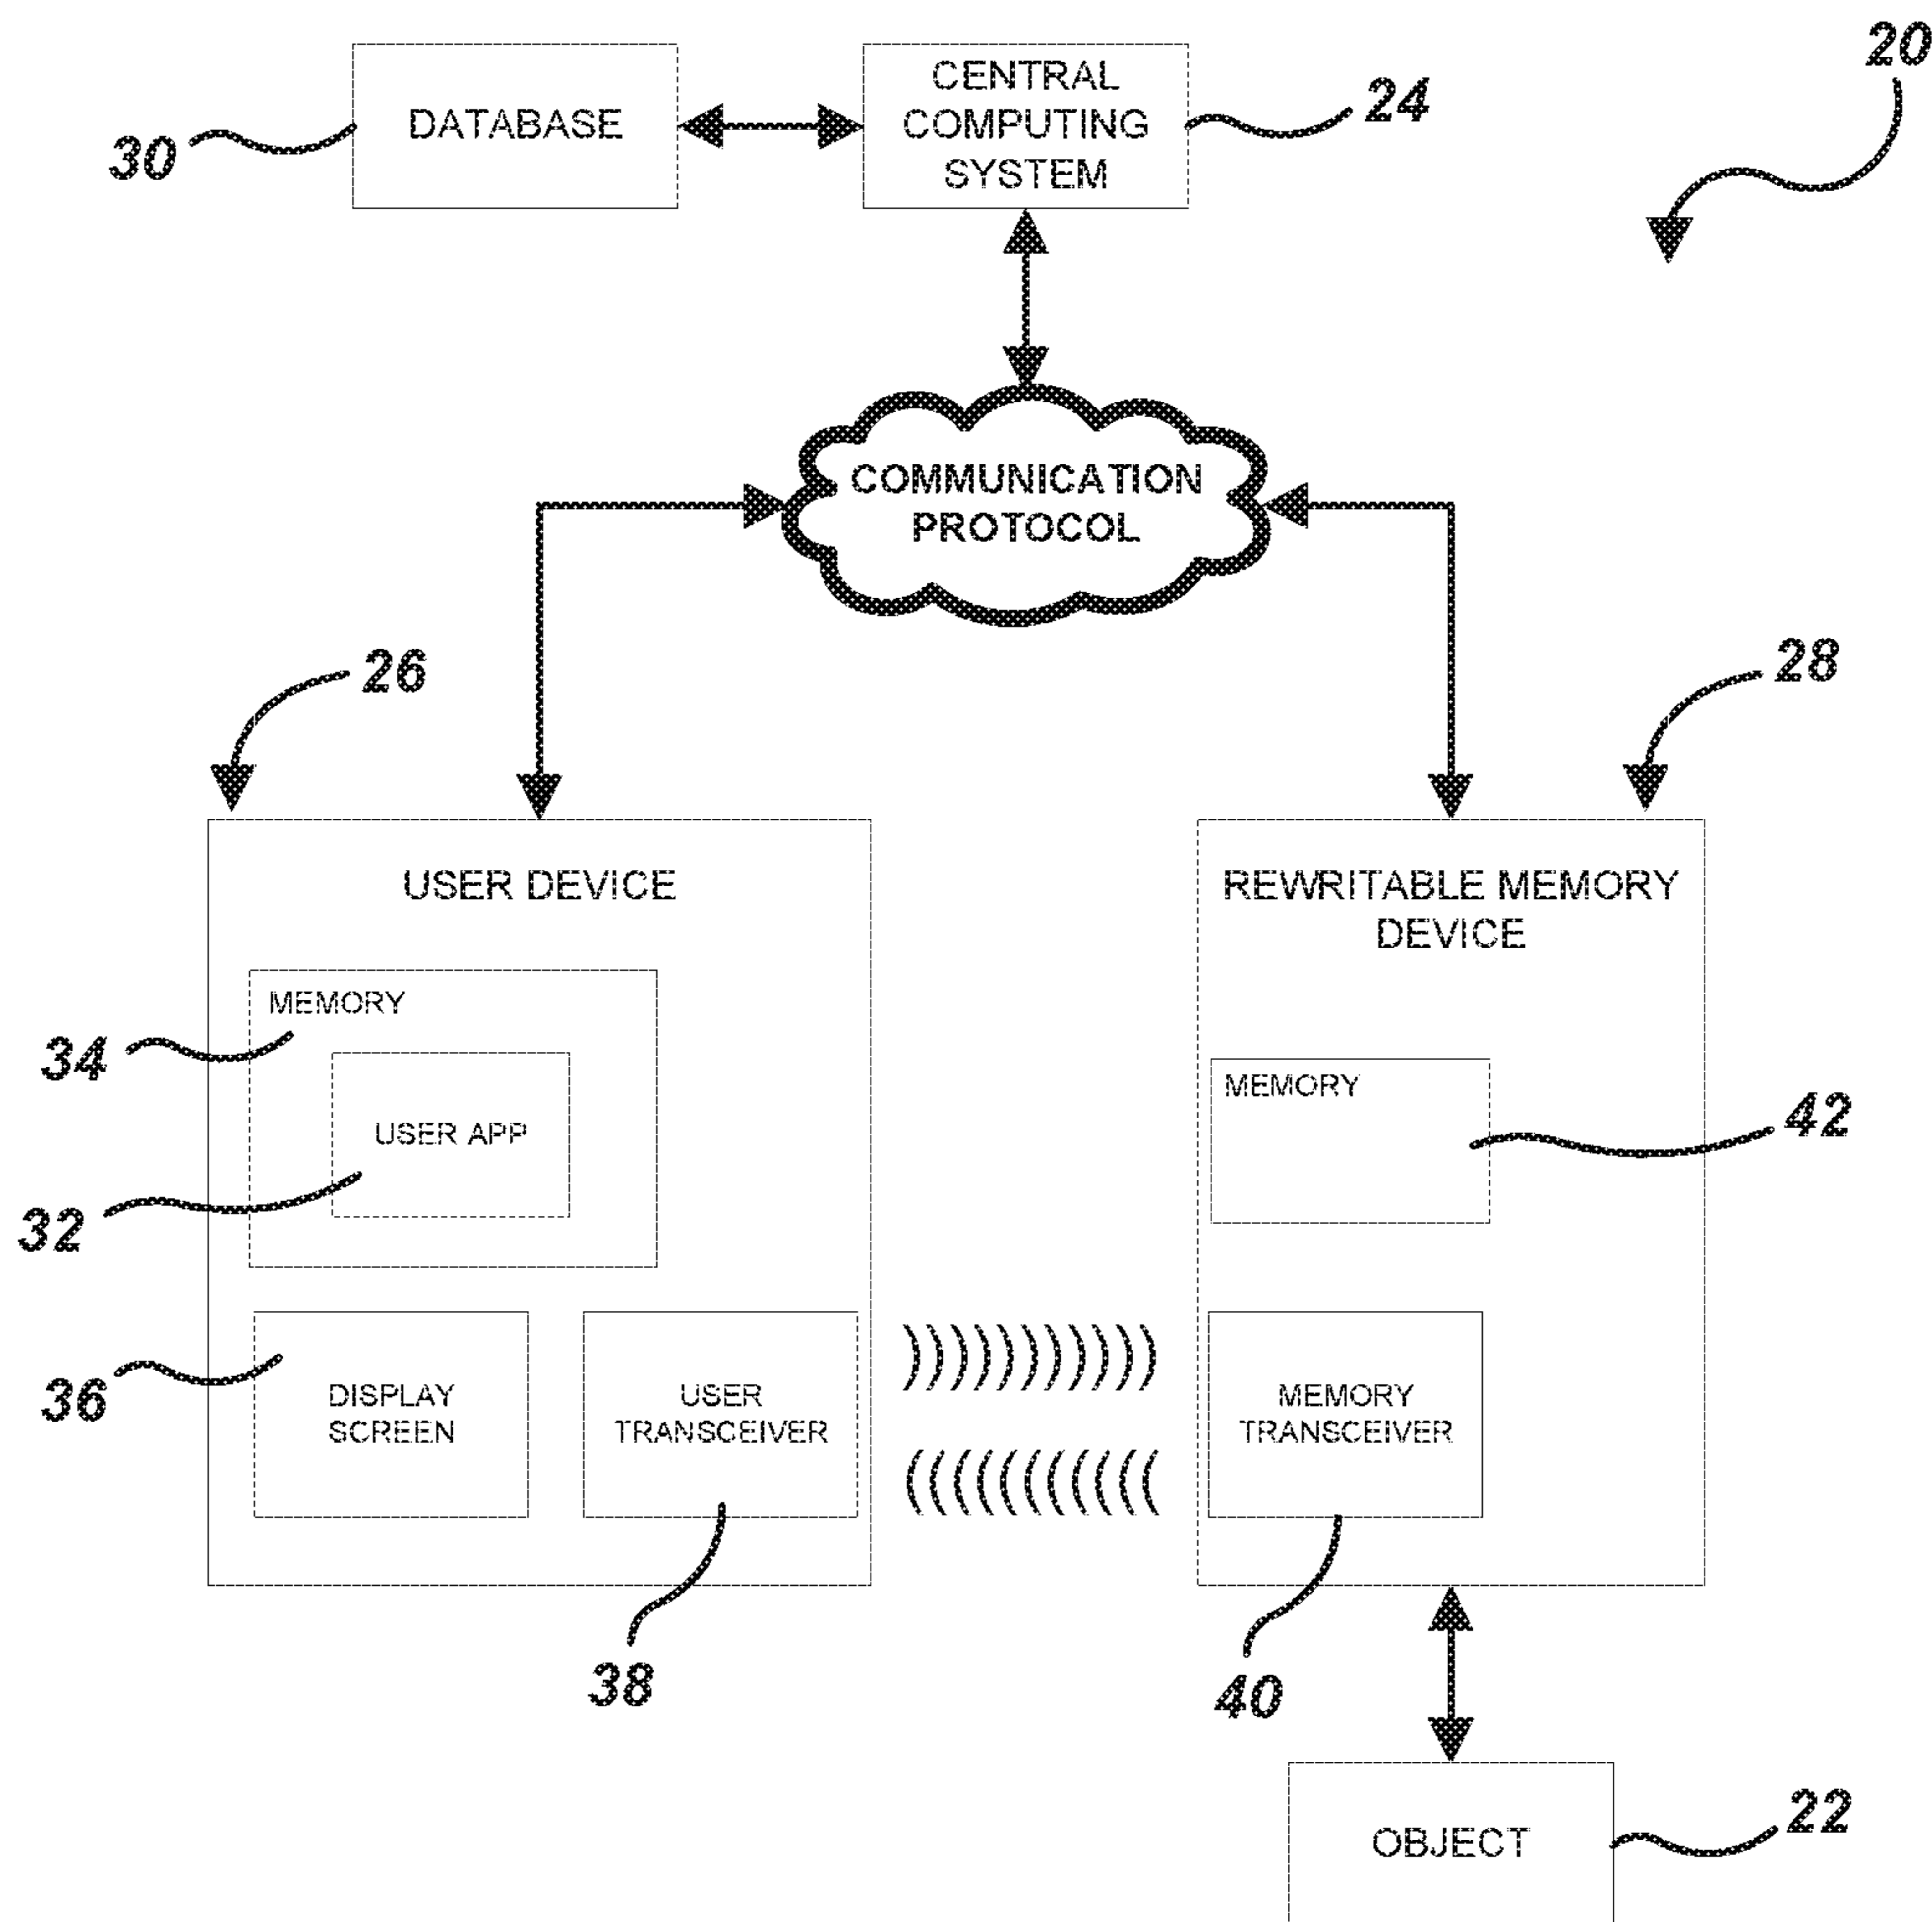 20
DATABASE
CENTRAL
COMPUTING
SYSTEM
24
30
COMMUNICATION
PROTOCOL
26
28
USER DEVICE
REWRITABLE MEMORY
DEVICE
MEMORY
34
USER APP
32
MEMORY
42
DISPLAY
SCREEN
36
USER
TRANSCEIVER
38
MEMORY
TRANSCEIVER
40
OBJECT
22